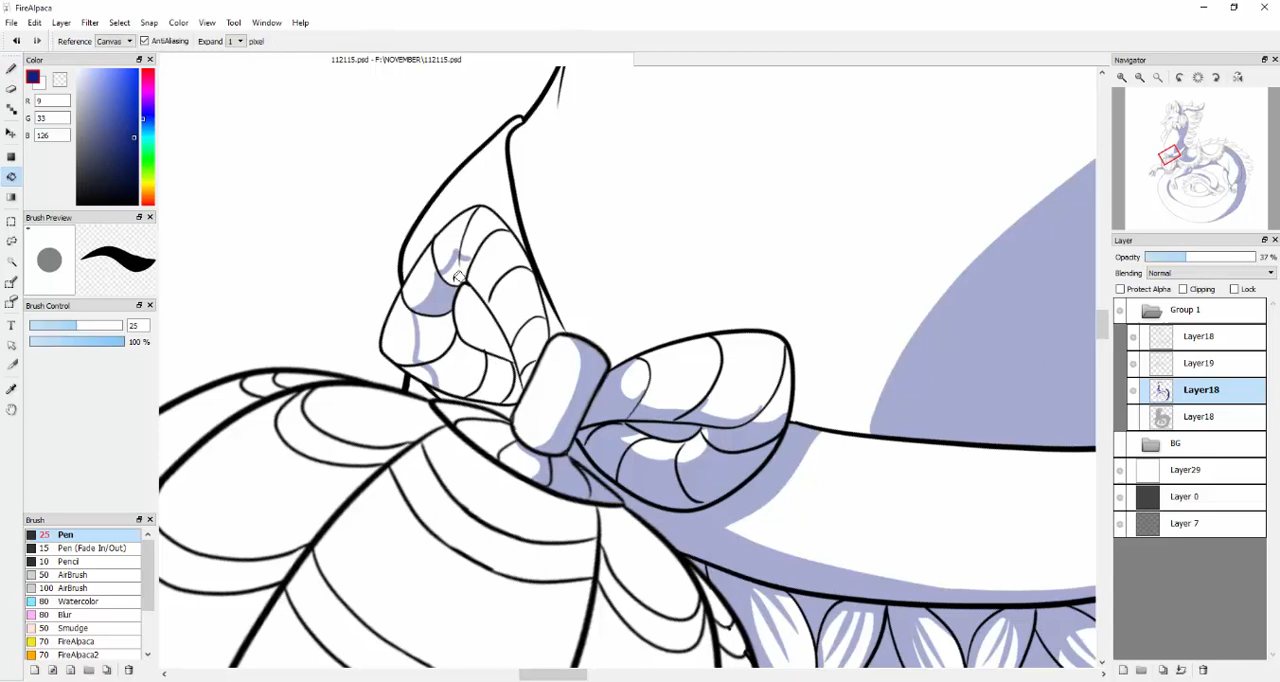 FireAlpaca
File Edit Layer Filter Select Snap Color View Tool Window Help
Reference Canvas AntiAliasing Expand 1 pixel
112115.psd - F:\NOVEMBER\112115.psd
Color
R 9
G 33
B 126
Brush Preview
Brush Control
25
100 %
Brush
25 Pen
15 Pen (Fade In/Out)
10 Pencil
50 AirBrush
100 AirBrush
80 Watercolor
80 Blur
50 Smudge
70 FireAlpaca
70 FireAlpaca2
Navigator
Layer
Opacity 37 %
Blending Normal
Protect Alpha Clipping Lock
Group 1
Layer18
Layer19
Layer18
Layer18
BG
Layer29
Layer 0
Layer 7